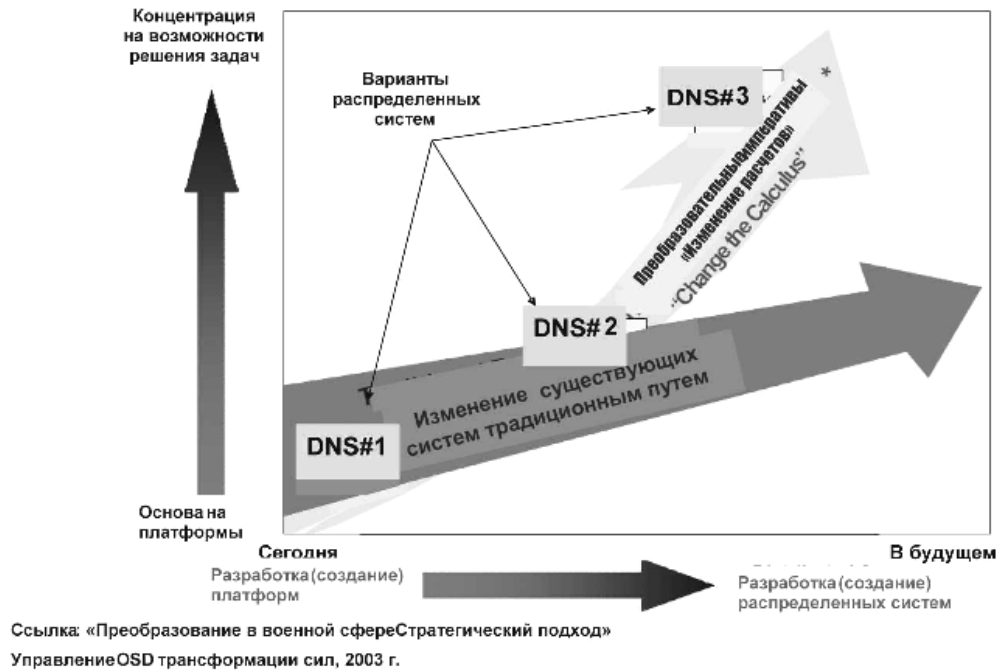 Концентрация
на возможности
решения задач
Варианты
распределенных
систем
DNS#3
*
Преобразовательные императивы
«Изменение расчетов»
“Change the Calculus”
DNS#2
Изменение существующих
систем традиционным путем
DNS#1
Основа на
платформы
Сегодня
В будущем
Разработка (создание)
платформ
Разработка (создание)
распределенных систем
Ссылка: «Преобразование в военной сфереСтратегический подход»
УправлениеOSD трансформации сил, 2003 г.